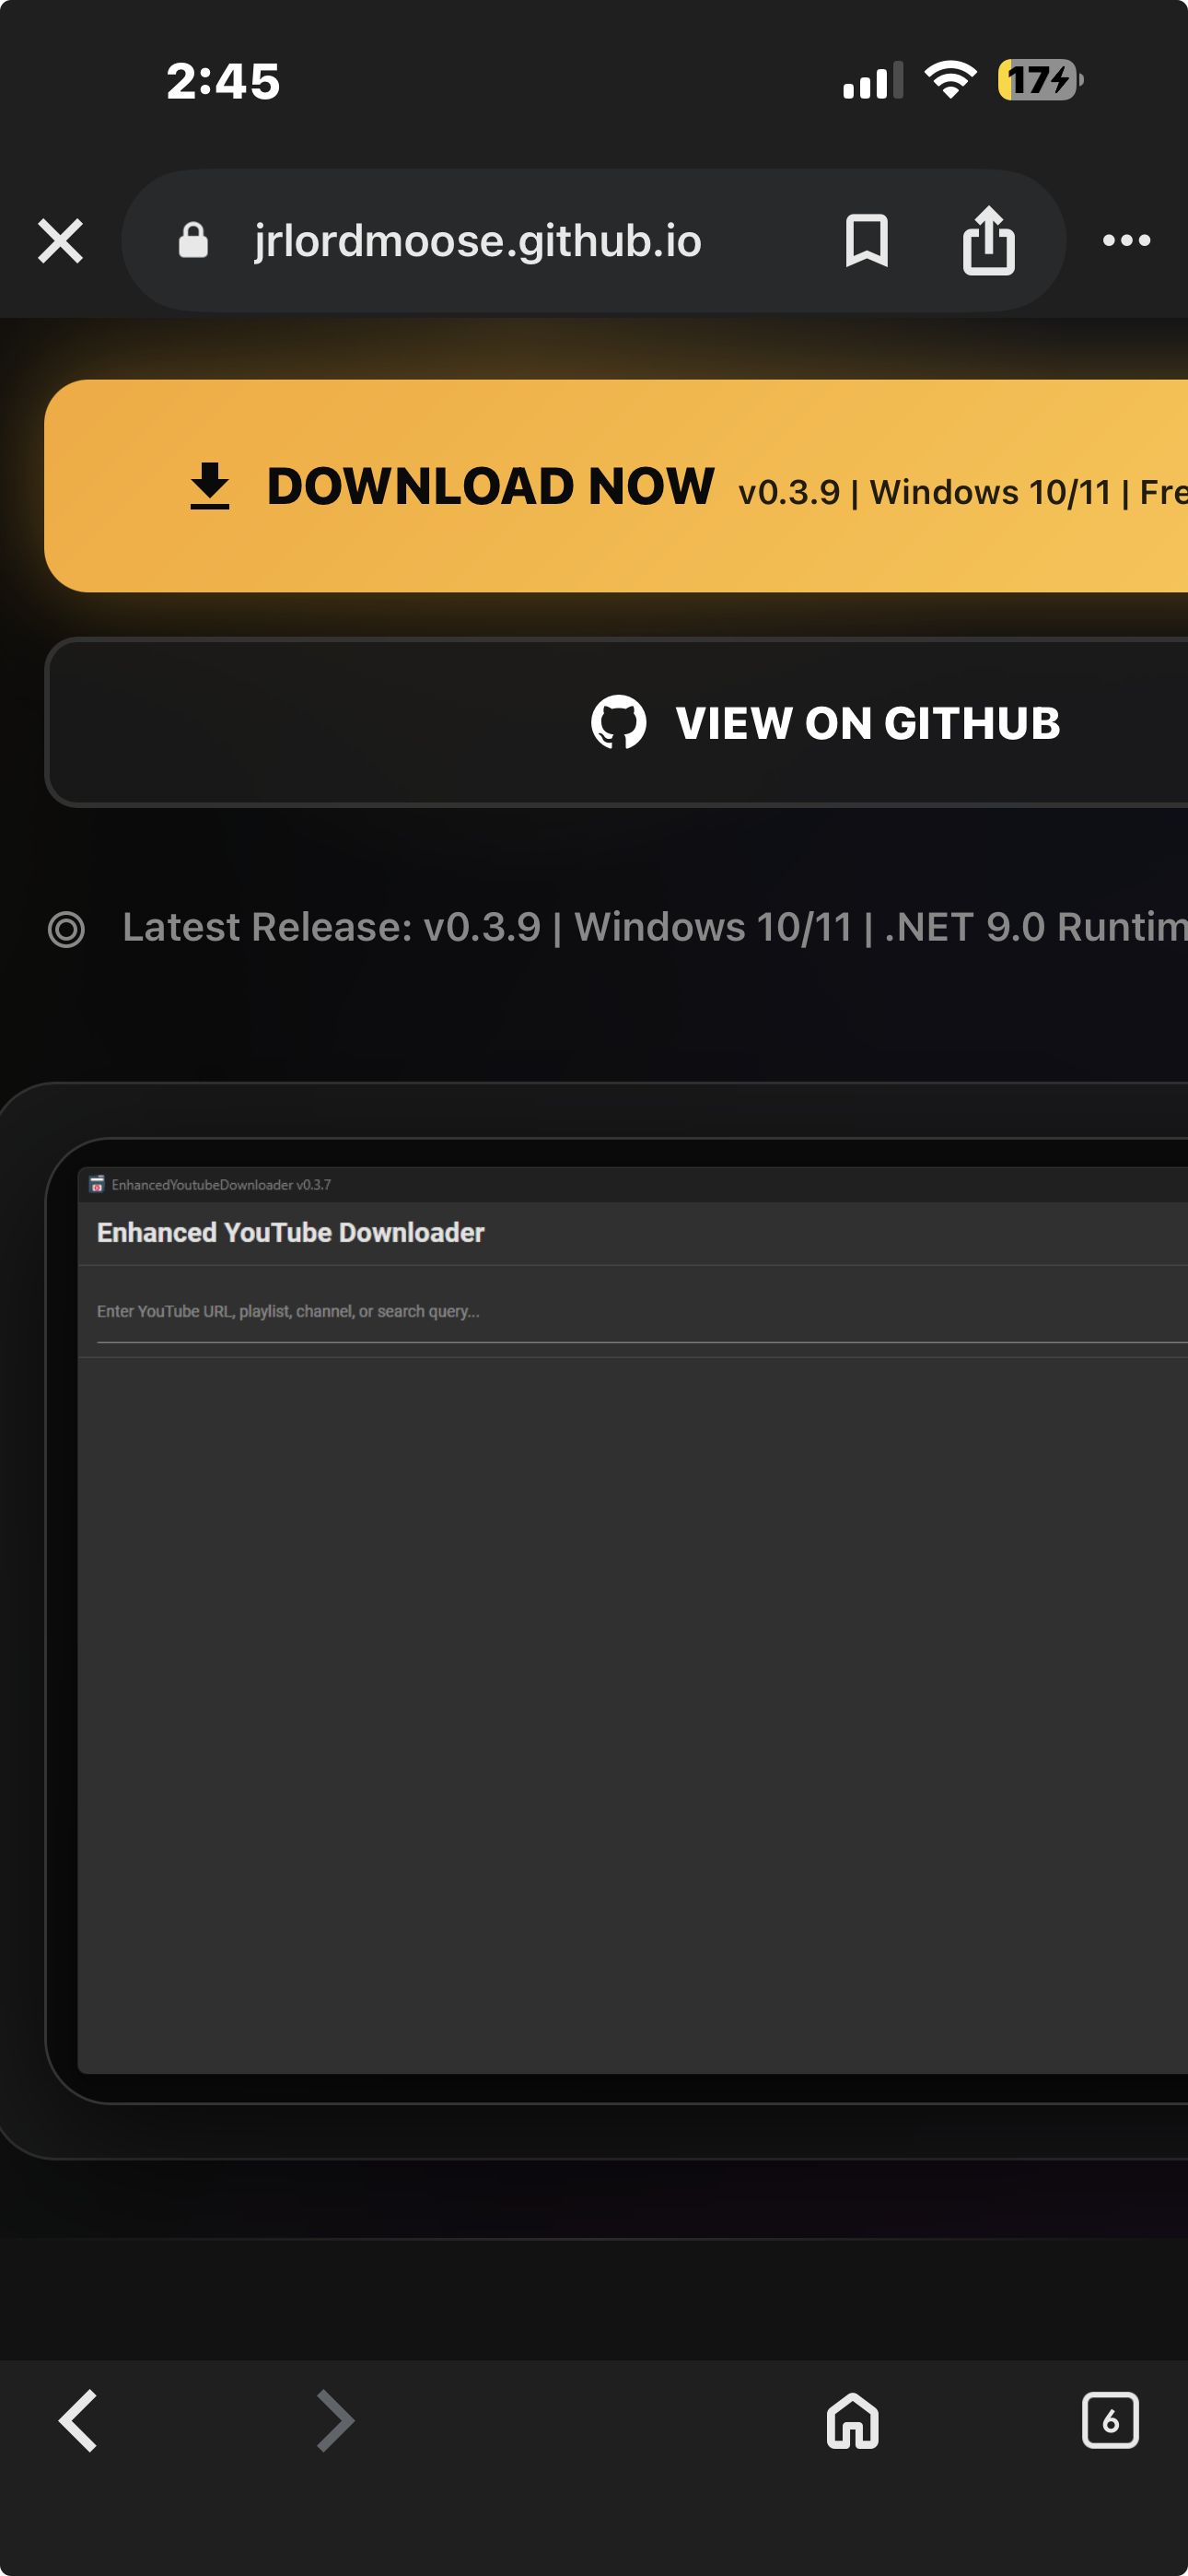 2:45
17
jrlordmoose.github.io
DOWNLOAD NOW v0.3.9 | Windows 10/11 | Fre
VIEW ON GITHUB
Latest Release: v0.3.9 | Windows 10/11 | .NET 9.0 Runtim
EnhancedYoutubeDownloader v0.3.7
Enhanced YouTube Downloader
Enter YouTube URL, playlist, channel, or search query...
6